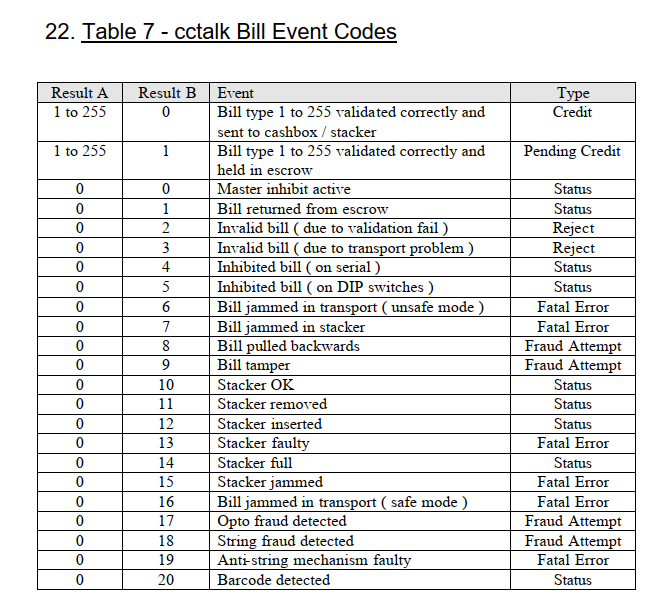 22. Table 7 - cctalk Bill Event Codes
Result A Result B Event Type
1 to 255 0 Bill type 1 to 255 validated correctly and Credit
sent to cashbox / stacker
1 to 255 1 Bill type 1 to 255 validated correctly and Pending Credit
held in escrow
0 0 Master inhibit active Status
0 1 Bill returned from escrow Status
0 2 Invalid bill ( due to validation fail ) Reject
0 3 Invalid bill ( due to transport problem ) Reject
0 4 Inhibited bill ( on serial ) Status
0 5 Inhibited bill ( on DIP switches ) Status
0 6 Bill jammed in transport ( unsafe mode ) Fatal Error
0 7 Bill jammed in stacker Fatal Error
0 8 Bill pulled backwards Fraud Attempt
0 9 Bill tamper Fraud Attempt
0 10 Stacker OK Status
0 11 Stacker removed Status
0 12 Stacker inserted Status
0 13 Stacker faulty Fatal Error
0 14 Stacker full Status
0 15 Stacker jammed Fatal Error
0 16 Bill jammed in transport ( safe mode ) Fatal Error
0 17 Opto fraud detected Fraud Attempt
0 18 String fraud detected Fraud Attempt
0 19 Anti-string mechanism faulty Fatal Error
0 20 Barcode detected Status